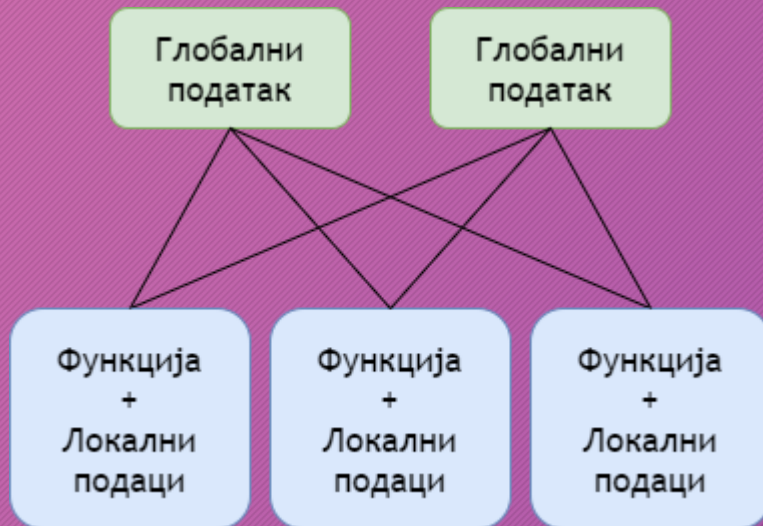 Глобални
податак
Глобални
податак
Функција
+
Локални
подаци
Функција
+
Локални
подаци
Функција
+
Локални
подаци